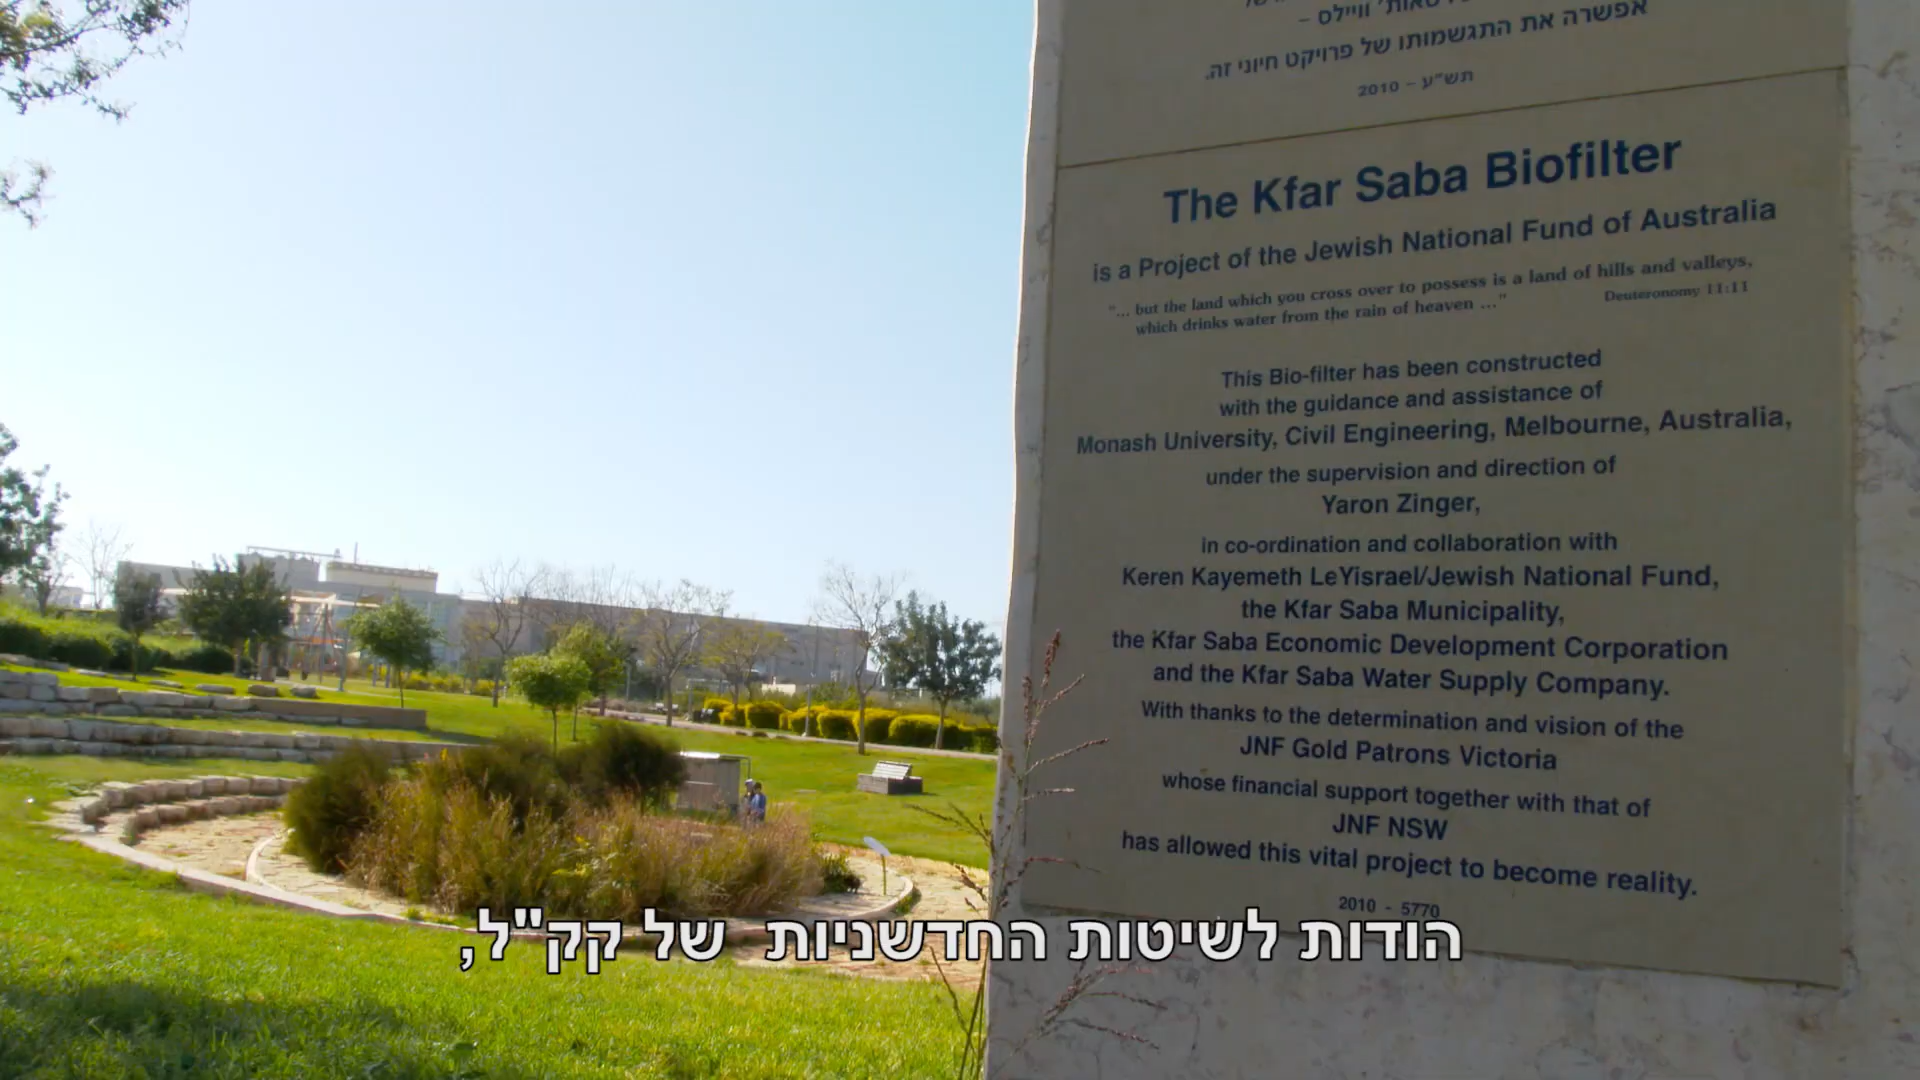 וויילס –
אפשרה את התגשמותו של פרויקט חיוני זה.
תש"ע – 2010
The Kfar Saba Biofilter
is a Project of the Jewish National Fund of Australia
"... but the land which you cross over to possess is a land of hills and valleys,
which drinks water from the rain of heaven ..." Deuteronomy 11:11
This Bio-filter has been constructed
with the guidance and assistance of
Monash University, Civil Engineering, Melbourne, Australia,
under the supervision and direction of
Yaron Zinger,
in co-ordination and collaboration with
Keren Kayemeth LeYisrael/Jewish National Fund,
the Kfar Saba Municipality,
the Kfar Saba Economic Development Corporation
and the Kfar Saba Water Supply Company.
With thanks to the determination and vision of the
JNF Gold Patrons Victoria
whose financial support together with that of
JNF NSW
has allowed this vital project to become reality.
2010 - 5770
הודות לשיטות החדשניות של קק"ל,